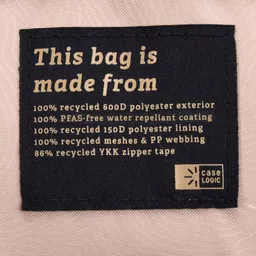 This bag is
made from
100% recycled 600D polyester exterior
100% PFAS-free water repellant coating
100% recycled 150D polyester lining
100% recycled meshes & PP webbing
86% recycled YKK zipper tape
case
LOGIC